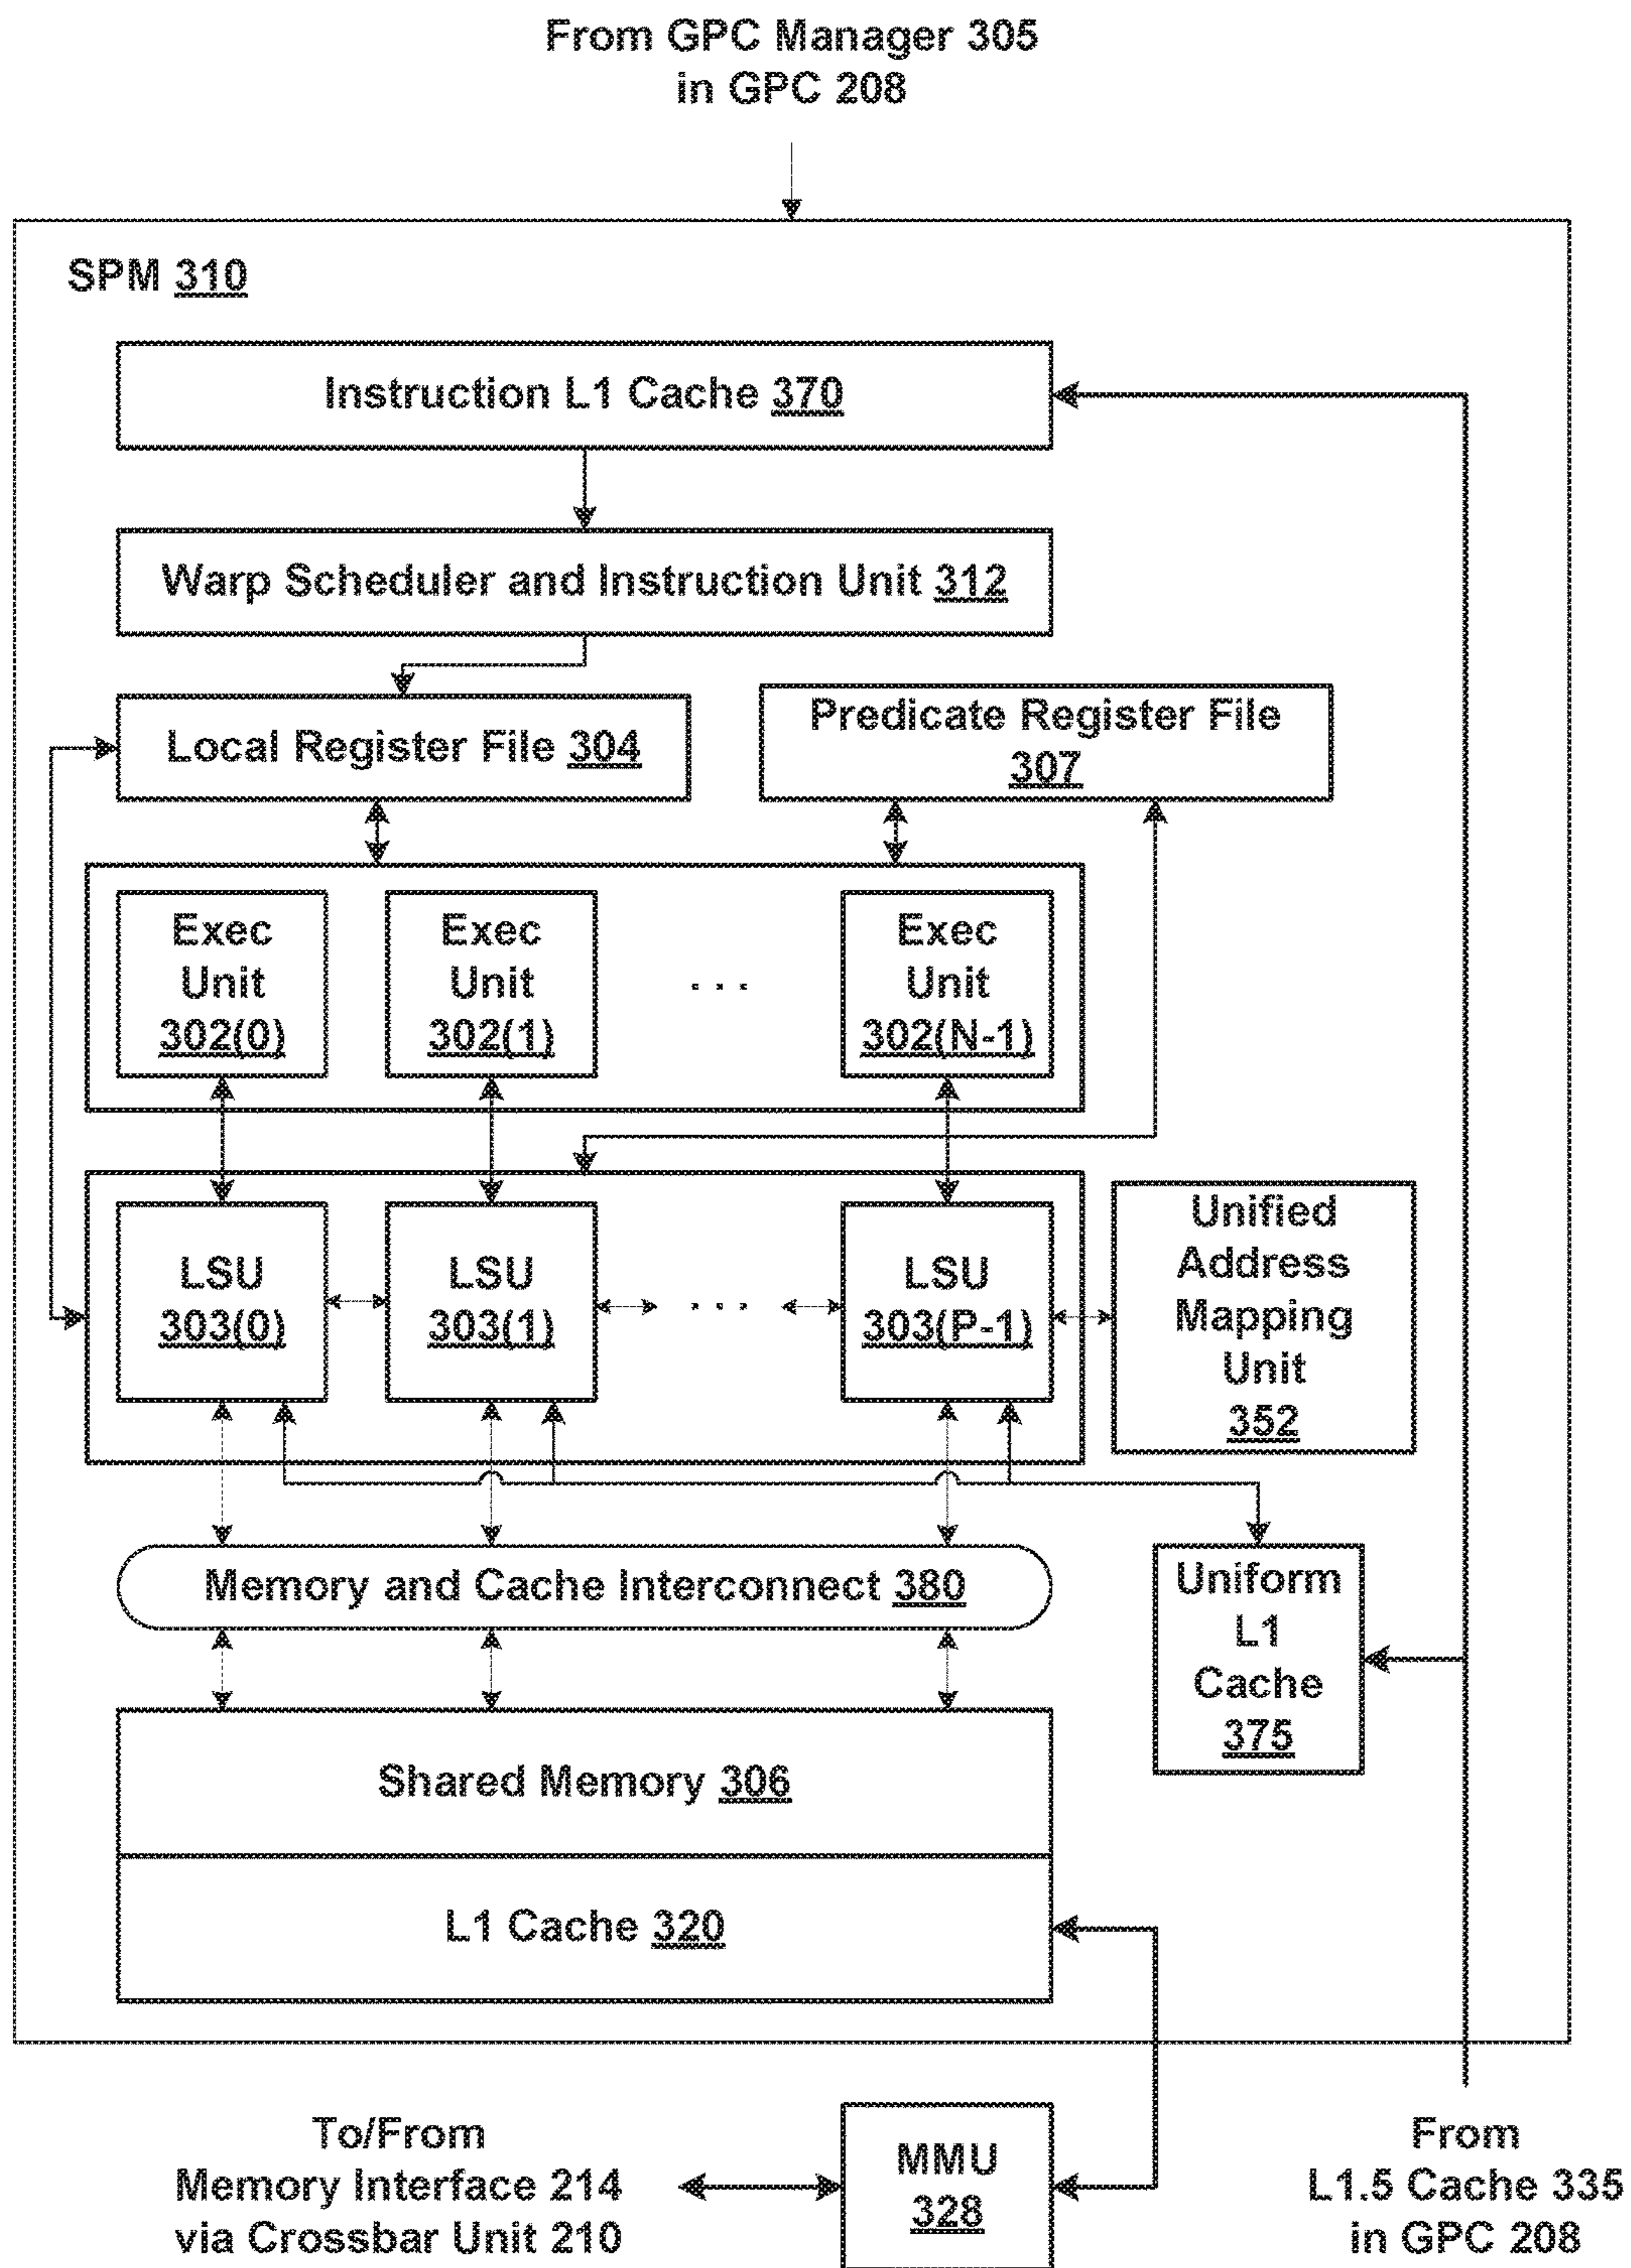 From GPC Manager 305
in GPC 208
SPM 310
Instruction L1 Cache 370
Warp Scheduler and Instruction Unit 312
Local Register File 304
Predicate Register File
307
Exec
Unit
302(0)
Exec
Unit
302(1)
. . .
Exec
Unit
302(N-1)
LSU
303(0)
LSU
303(1)
. . .
LSU
303(P-1)
Unified
Address
Mapping
Unit
352
Memory and Cache Interconnect 380
Uniform
L1
Cache
375
Shared Memory 306
L1 Cache 320
To/From
Memory Interface 214
via Crossbar Unit 210
MMU
328
From
L1.5 Cache 335
in GPC 208